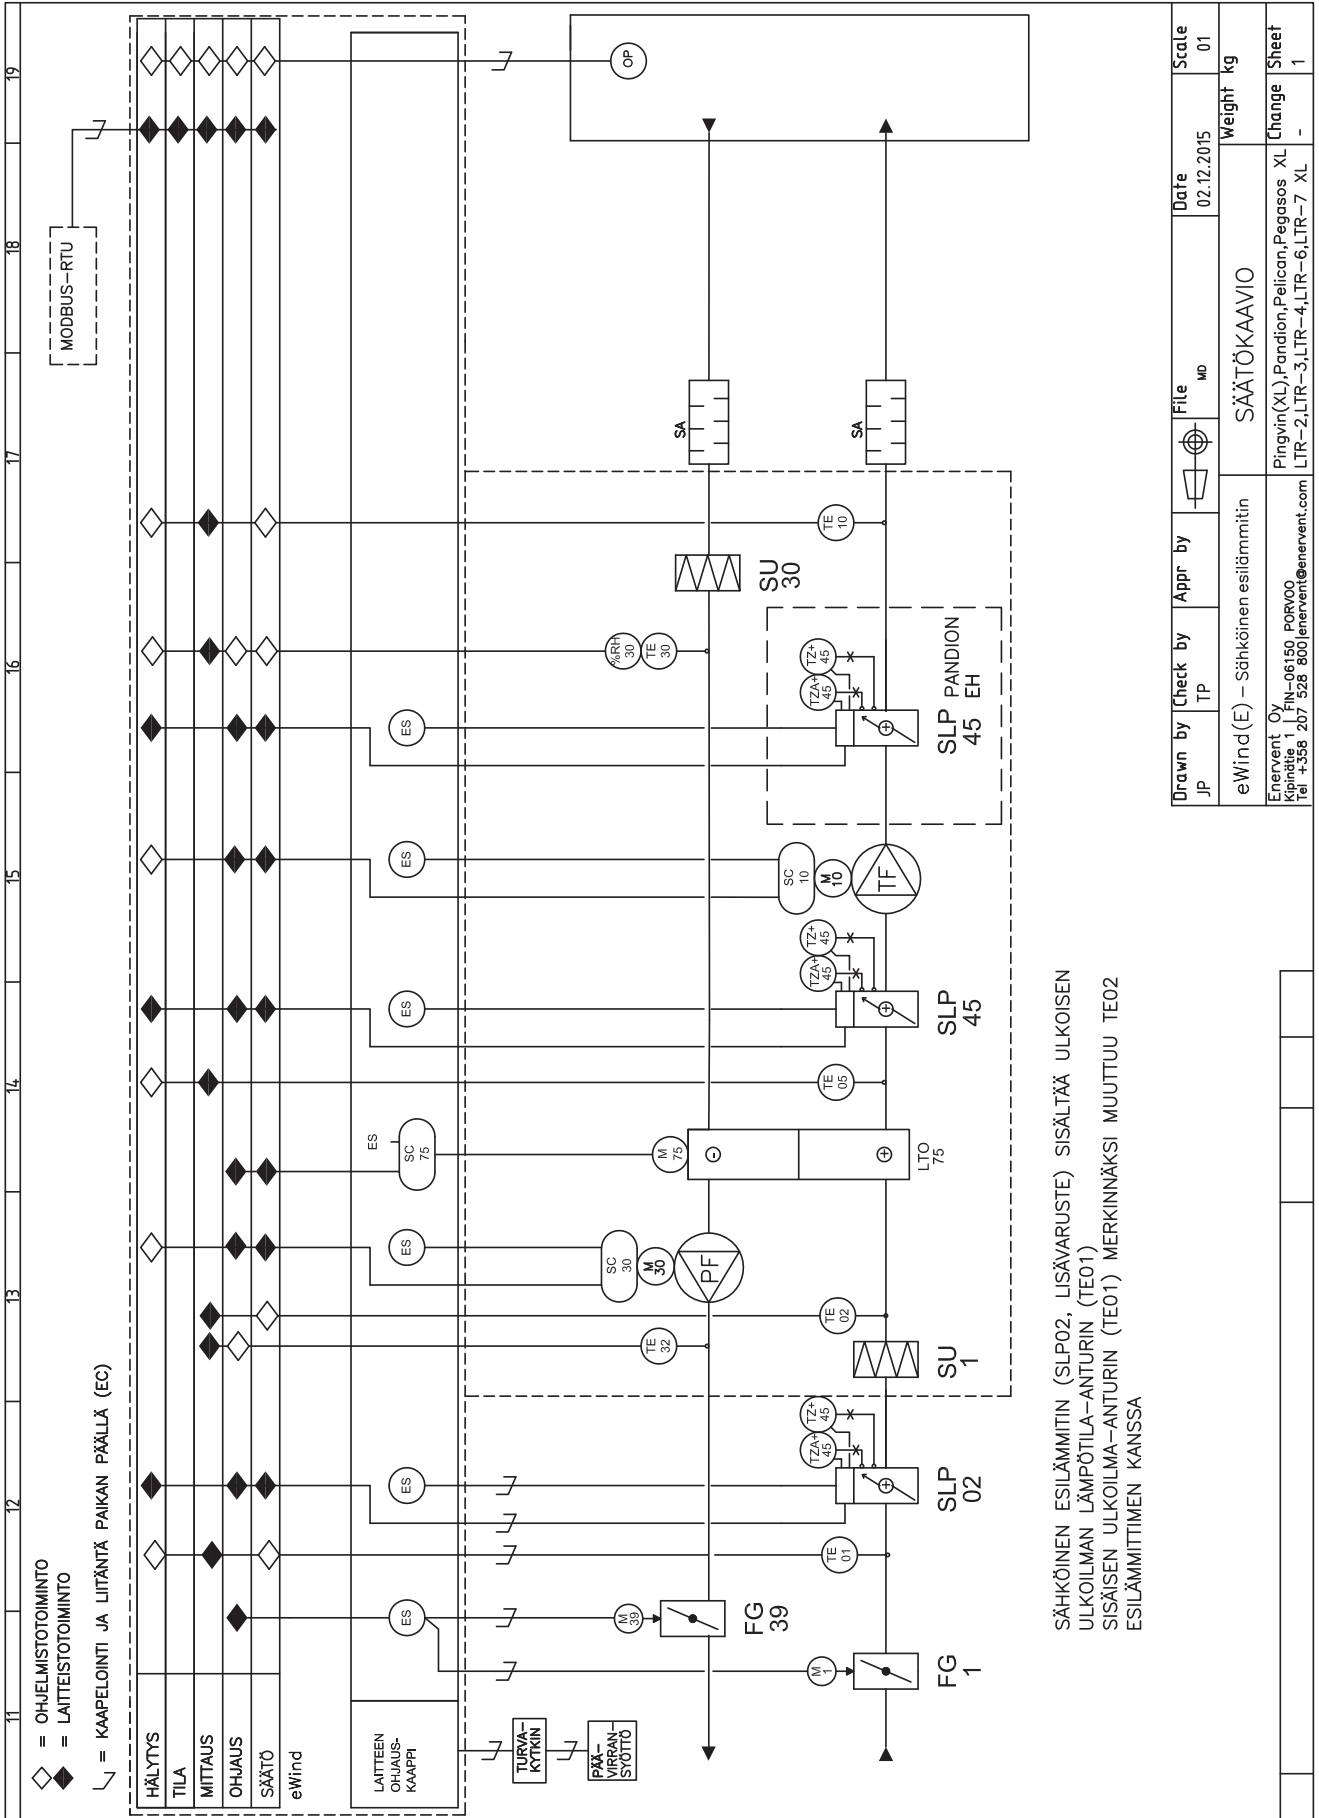 11 12 13 14 15 16 17 18 19
= OHJELMISTOTOIMINTO
= LAITTEISTOTOIMINTO
= KAAPELOINTI JA LIITÄNTÄ PAIKAN PÄÄLLÄ (EC)
MODBUS-RTU
HÄLYTYS
TILA
MITTAUS
OHJAUS
SÄÄTÖ
eWind
LAITTEEN
OHJAUS-
KAAPPI
TURVA-
KYTKIN
PÄÄ-
VIRRAN-
SYÖTTÖ
ES
ES
ES
ES
SC
75
ES
ES
ES
OP
M
39
FG
39
M
1
FG
1
TE
01
TZA+
45
TZ+
45
SLP
02
TE
32
TE
02
SU
1
SC
30
M
30
PF
M
75
-
+
LTO
75
TE
05
TZA+
45
TZ+
45
+
SLP
45
SC
10
M
10
TF
TZA+
45
TZ+
45
+
SLP
45
PANDION
EH
%RH
30
TE
30
SU
30
TE
10
SA
SA
SÄHKÖINEN ESILÄMMITIN (SLP02, LISÄVARUSTE) SISÄLTÄÄ ULKOISEN
ULKOILMAN LÄMPÖTILA-ANTURIN (TE01)
SISÄISEN ULKOILMA-ANTURIN (TE01) MERKINNÄKSI MUUTTUU TE02
ESILÄMMITTIMEN KANSSA
Drawn by
JP
Check by
TP
Appr by
File
MD
Date
02.12.2015
Scale
01
eWind(E) - Sähköinen esilämmitin
SÄÄTÖKAAVIO
Weight kg
Enervent Oy
Kipinätie 1 | FIN-06150 PORVOO
Tel +358 207 528 800|enervent@enervent.com
Pingvin(XL),Pandion,Pelican,Pegasos XL
LTR-2,LTR-3,LTR-4,LTR-6,LTR-7 XL
Change
-
Sheet
1